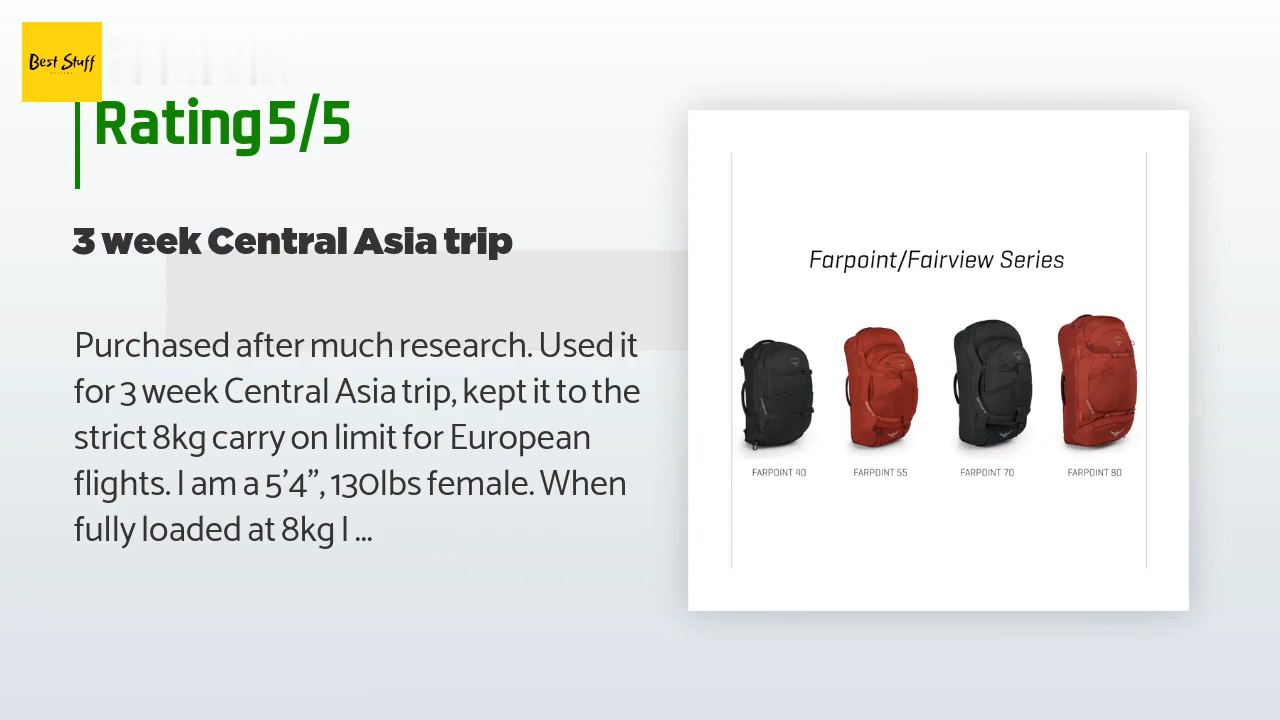 Best Stuff
Rating 5/5
3 week Central Asia trip
Purchased after much research. Used it
for 3 week Central Asia trip, kept it to the
strict 8kg carry on limit for European
flights. I am a 5’4”, 130lbs female. When
fully loaded at 8kg I ...
Farpoint/Fairview Series
FARPOINT 40 FARPOINT 55 FARPOINT 70 FARPOINT 80